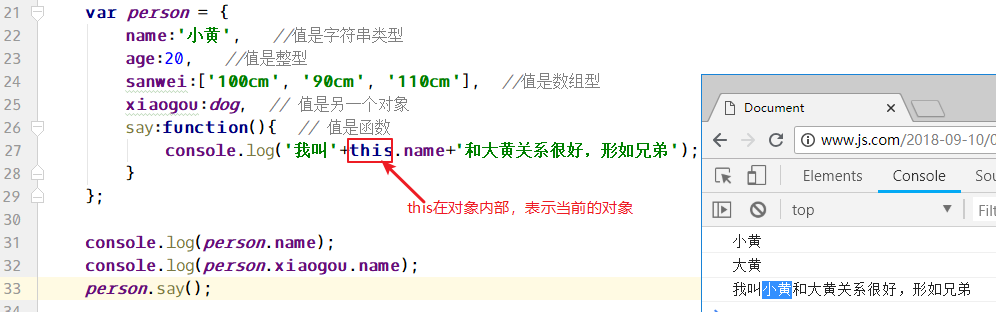 21 var person = {
22 name:'小黄', //值是字符串类型
23 age:20, //值是整型
24 sanwei:['100cm', '90cm', '110cm'], //值是数组型
25 xiaogou:dog, // 值是另一个对象
26 say:function(){ // 值是函数
27 console.log('我叫'+this.name+'和大黄关系很好，形如兄弟');
28 }
29 };
this在对象内部，表示当前的对象
30
31 console.log(person.name);
32 console.log(person.xiaogou.name);
33 person.say();
34
Document
www.js.com/2018-09-10/0
Elements Console Sou
top Filt
小黄
大黄
我叫小黄和大黄关系很好，形如兄弟